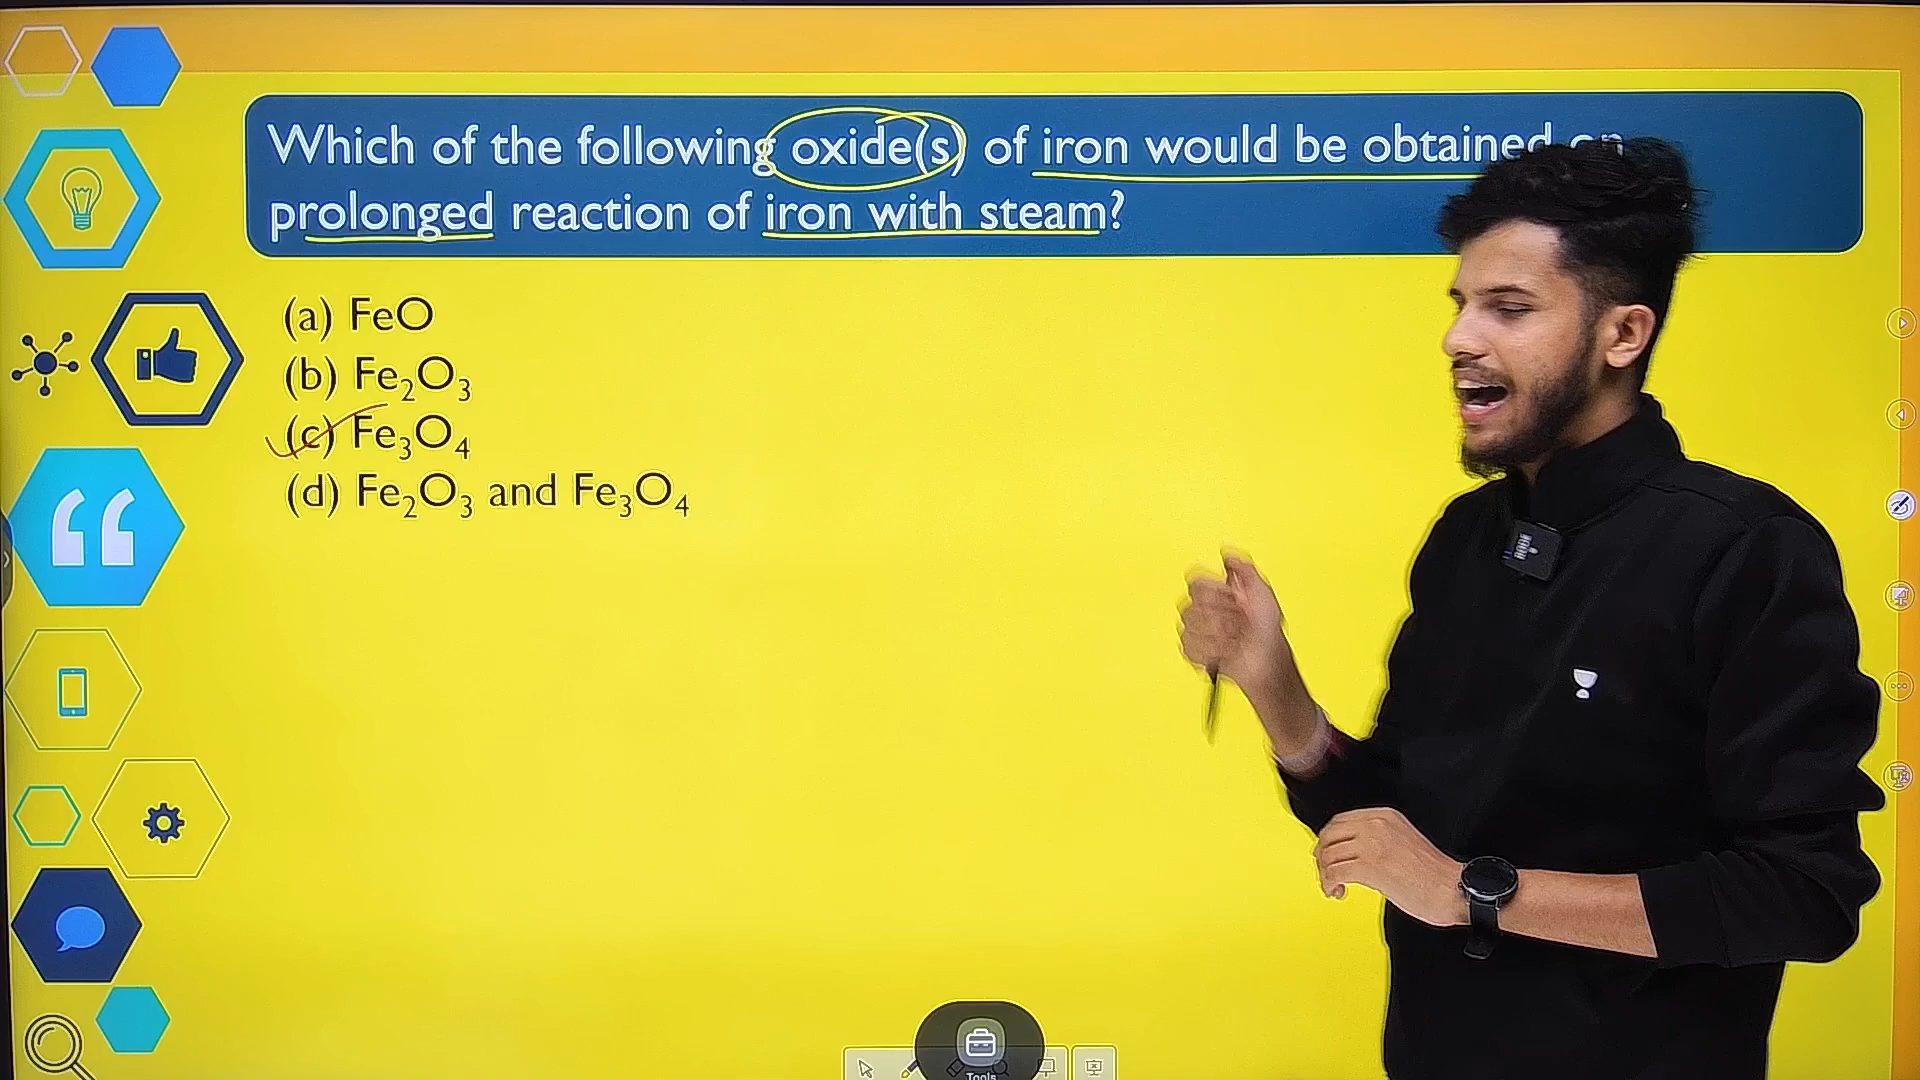 Which of the following oxide(s) of iron would be obtained on
prolonged reaction of iron with steam?
(a) FeO
(b) Fe₂O₃
(c) Fe₃O₄
(d) Fe₂O₃ and Fe₃O₄
Tools